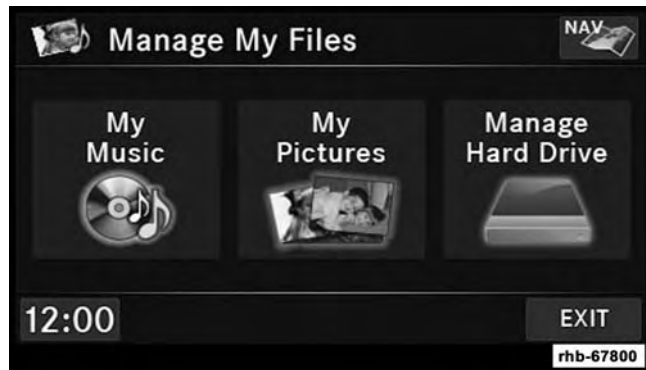 Manage My Files
NAV
My
Music
My
Pictures
Manage
Hard Drive
12:00
EXIT
rhb-67800